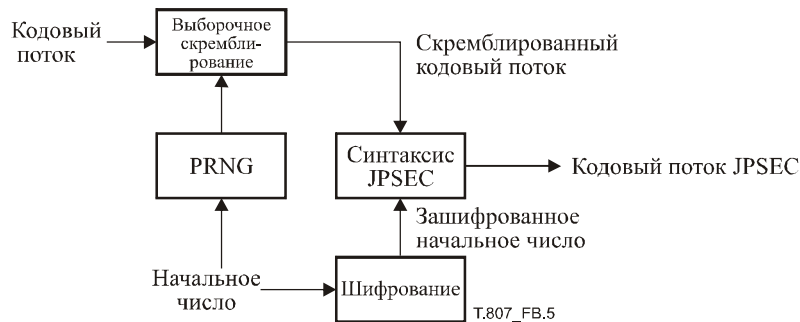 Кодовый
поток
Выборочное
скрембли-
рование
Скремблированный
кодовый поток
PRNG
Синтаксис
JPSEC
Кодовый поток JPSEC
Зашифрованное
начальное число
Начальное
число
Шифрование
T.807_FB.5